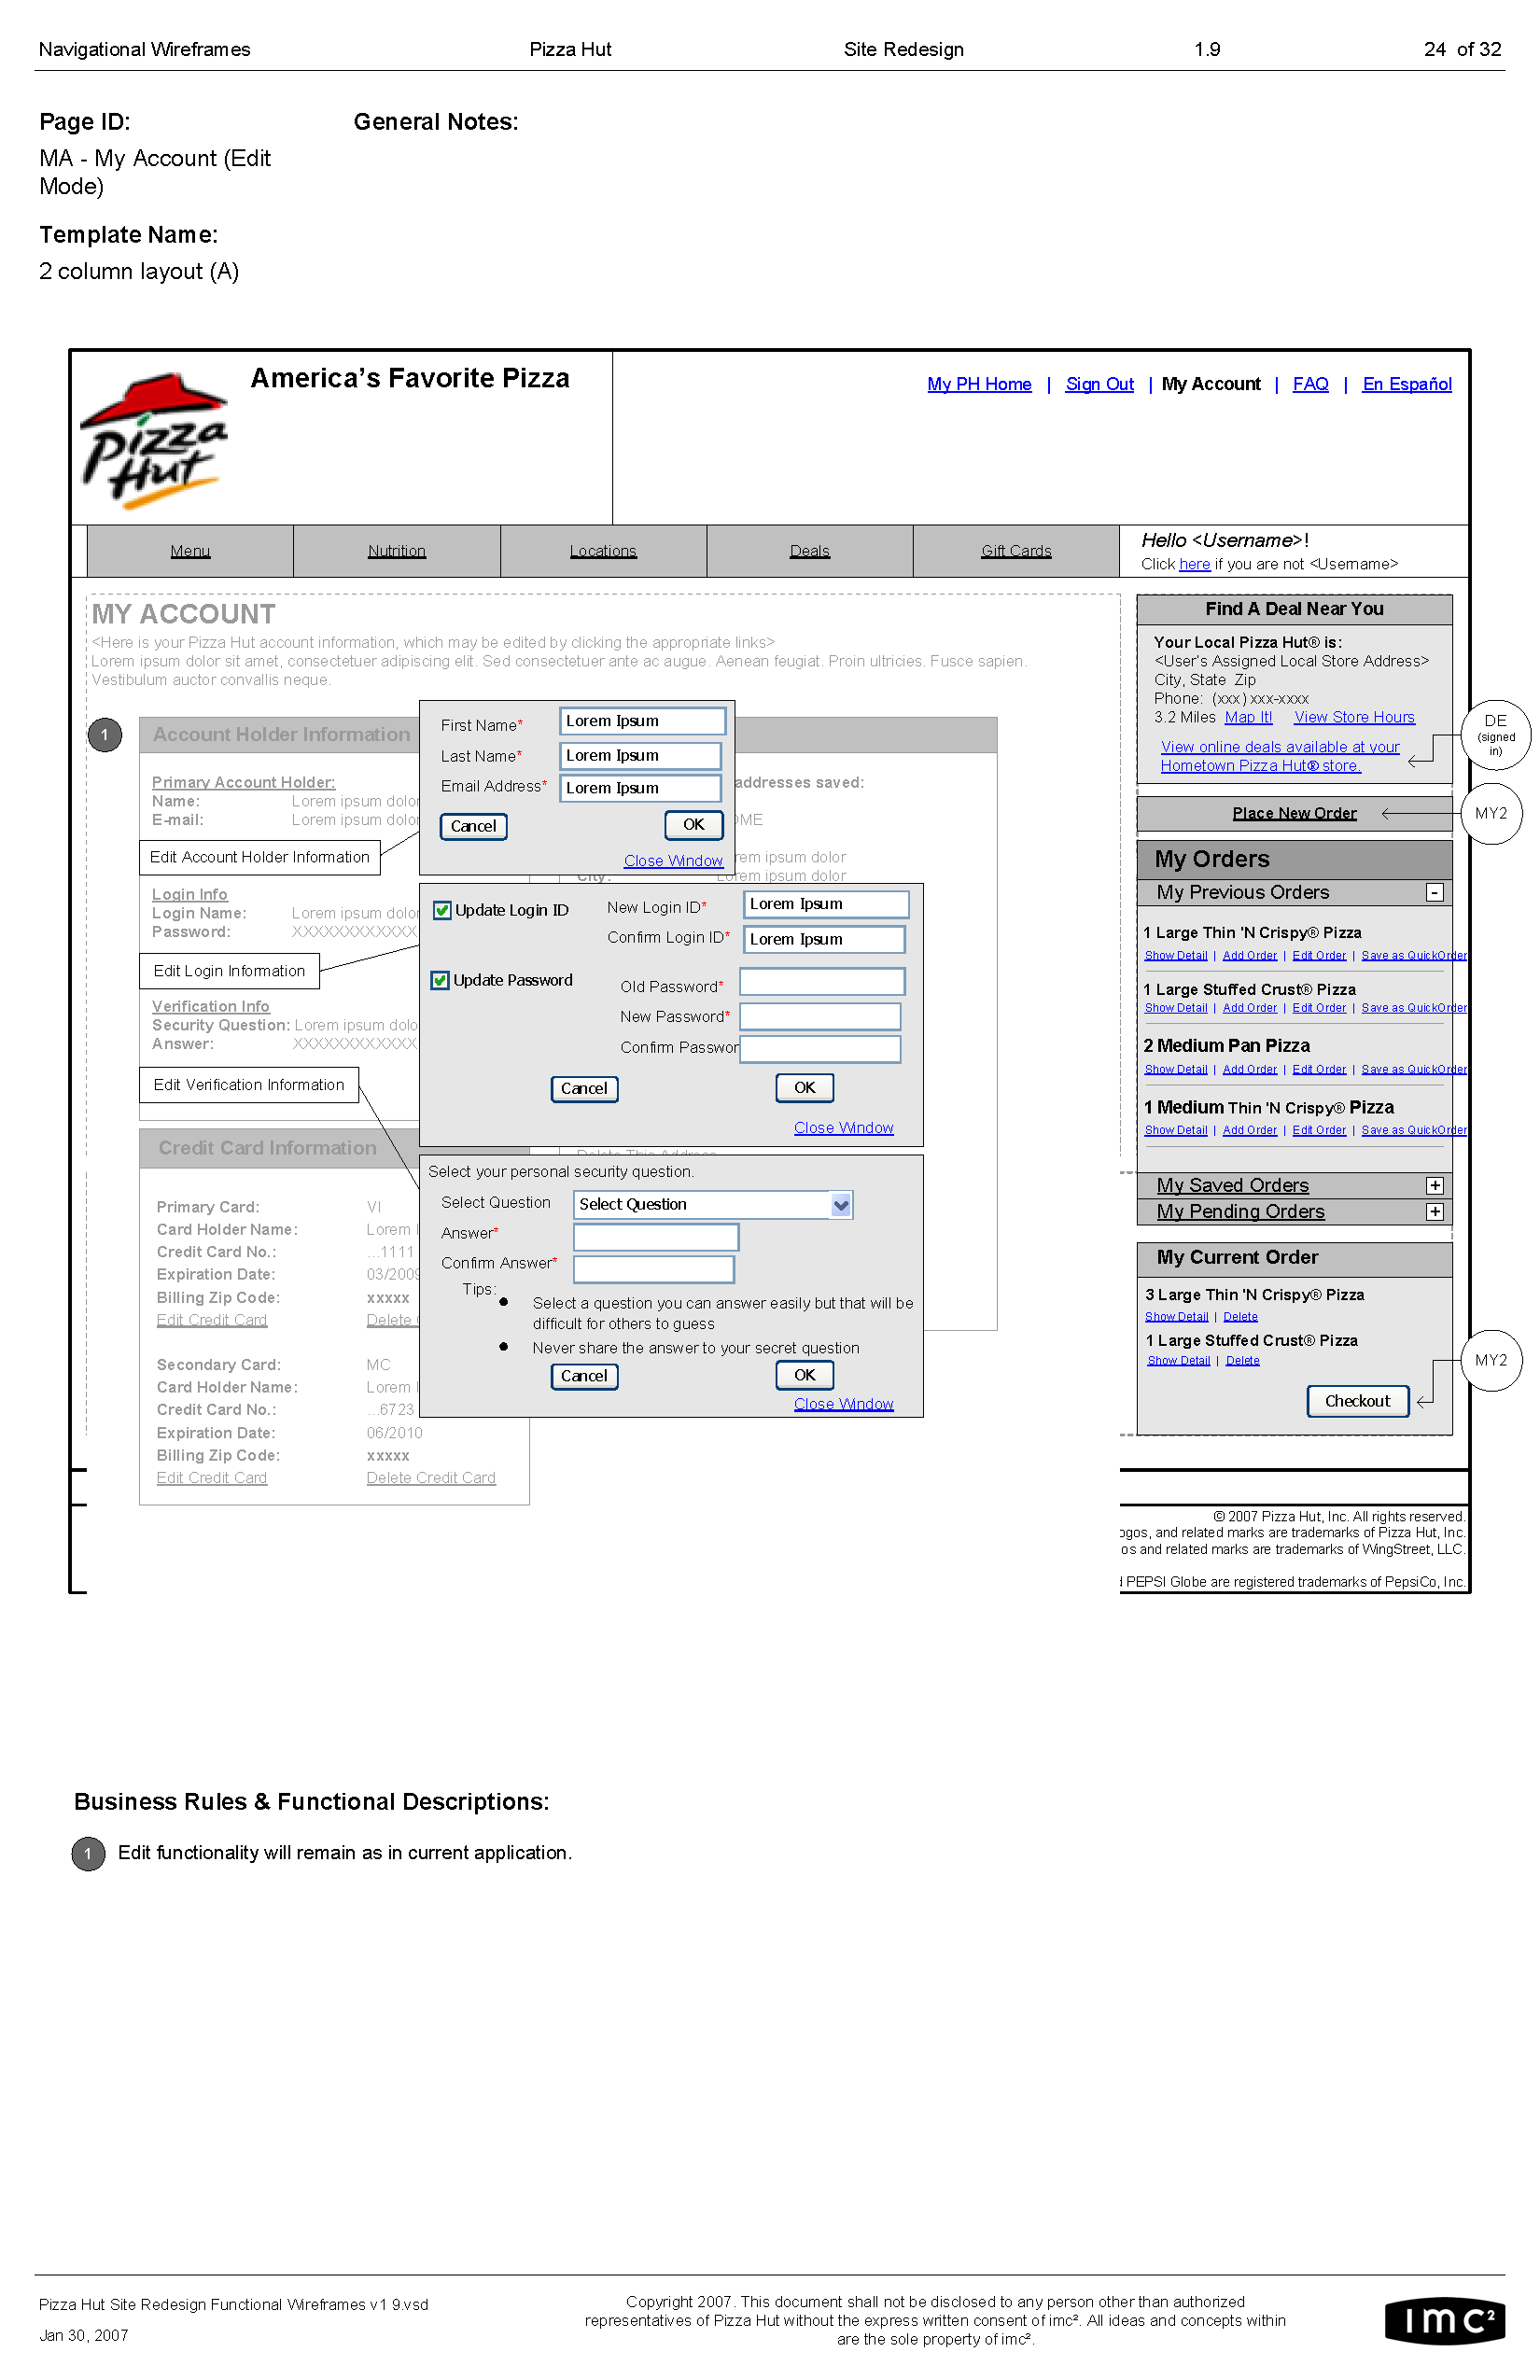 Navigational Wireframes
Pizza Hut
Site Redesign
1.9
24 of 32
Page ID:
MA - My Account (Edit
Mode)
General Notes:
Template Name:
2 column layout (A)
Pizza
Hut
America's Favorite Pizza
My PH Home | Sign Out | My Account | FAQ | En Español
Menu
Nutrition
Locations
Deals
Gift Cards
Hello <Username>!
Click here if you are not <Username>
MY ACCOUNT
<Here is your Pizza Hut account information, which may be edited by clicking the appropriate links>
Lorem ipsum dolor sit amet, consectetuer adipiscing elit. Sed consectetuer ante ac augue. Aenean feugiat. Proin ultricies. Fusce sapien.
Vestibulum auctor convallis neque.
1
Account Holder Information
Primary Account Holder:
Name: Lorem ipsum dolor
E-mail: Lorem ipsum dolor
Edit Account Holder Information
Login Info
Login Name: Lorem ipsum dolor
Password: XXXXXXXXXXXX
Edit Login Information
Verification Info
Security Question: Lorem ipsum dolo
Answer: XXXXXXXXXXXX
Edit Verification Information
addresses saved:
OME
rem ipsum dolor
City: Lorem ipsum dolor
Delete This Address
First Name* Lorem Ipsum
Last Name* Lorem Ipsum
Email Address* Lorem Ipsum
Cancel
OK
Close Window
Update Login ID
New Login ID* Lorem Ipsum
Confirm Login ID* Lorem Ipsum
Update Password
Old Password*
New Password*
Confirm Passwor
Cancel
OK
Close Window
Select your personal security question.
Select Question Select Question
Answer*
Confirm Answer*
Tips:
● Select a question you can answer easily but that will be
difficult for others to guess
● Never share the answer to your secret question
Cancel
OK
Close Window
Credit Card Information
Primary Card: VI
Card Holder Name: Lorem I
Credit Card No.: ...1111
Expiration Date: 03/2009
Billing Zip Code: xxxxx
Edit Credit Card Delete
Secondary Card: MC
Card Holder Name: Lorem I
Credit Card No.: ...6723
Expiration Date: 06/2010
Billing Zip Code: xxxxx
Edit Credit Card Delete Credit Card
Find A Deal Near You
Your Local Pizza Hut® is:
<User's Assigned Local Store Address>
City, State Zip
Phone: (xxx) xxx-xxxx
3.2 Miles Map It! View Store Hours
View online deals available at your
Hometown Pizza Hut® store.
DE
(signed
in)
Place New Order
MY2
My Orders
My Previous Orders -
1 Large Thin 'N Crispy® Pizza
Show Detail | Add Order | Edit Order | Save as QuickOrder
1 Large Stuffed Crust® Pizza
Show Detail | Add Order | Edit Order | Save as QuickOrder
2 Medium Pan Pizza
Show Detail | Add Order | Edit Order | Save as QuickOrder
1 Medium Thin 'N Crispy® Pizza
Show Detail | Add Order | Edit Order | Save as QuickOrder
My Saved Orders +
My Pending Orders +
My Current Order
3 Large Thin 'N Crispy® Pizza
Show Detail | Delete
1 Large Stuffed Crust® Pizza
Show Detail | Delete
Checkout
MY2
© 2007 Pizza Hut, Inc. All rights reserved.
ogos, and related marks are trademarks of Pizza Hut, Inc.
os and related marks are trademarks of WingStreet, LLC.
d PEPSI Globe are registered trademarks of PepsiCo, Inc.
Business Rules & Functional Descriptions:
1 Edit functionality will remain as in current application.
Pizza Hut Site Redesign Functional Wireframes v1 9.vsd
Jan 30, 2007
Copyright 2007. This document shall not be disclosed to any person other than authorized
representatives of Pizza Hut without the express written consent of imc². All ideas and concepts within
are the sole property of imc².
imc²